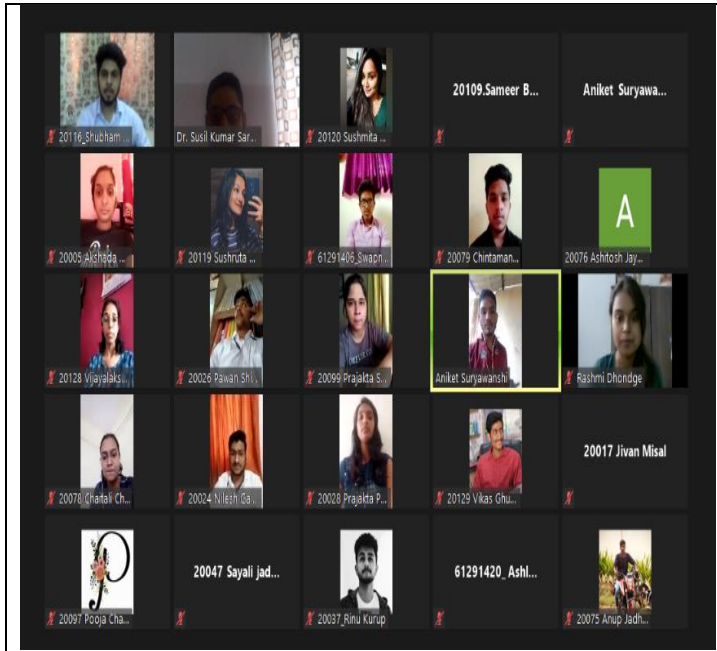 20116_Shubham ...
Dr. Susil Kumar Sar...
20120 Sushmita ...
20109.Sameer B...
Aniket Suryawa...
20005 Akshada ...
20119 Sushruta ...
61291406_Swapn...
20079 Chintaman...
A
20076 Ashitosh Jay...
20128 Vijayalaks...
20026 Pawan Shi...
20099 Prajakta S...
Aniket Suryawanshi
Rashmi Dhondge
20078 Chaitali Ch...
20024 Nilesh Ga...
20028 Prajakta P...
20129 Vikas Ghu...
20017 Jivan Misal
P
20097 Pooja Cha...
20047 Sayali jad...
20037_Rinu Kurup
61291420_ Ashl...
20075 Anup Jadh...